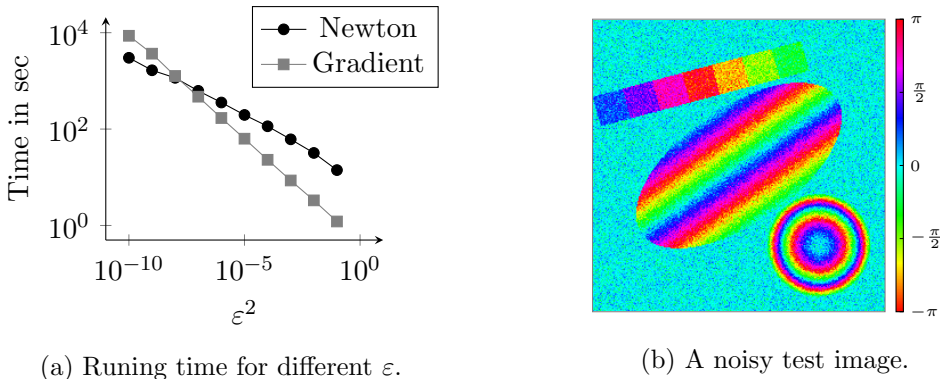 Newton
Gradient
Time in sec
10^4
10^2
10^0
10^−10
10^−5
10^0
ε^2
(a) Runing time for different ε.
π
π/2
0
−π/2
−π
(b) A noisy test image.